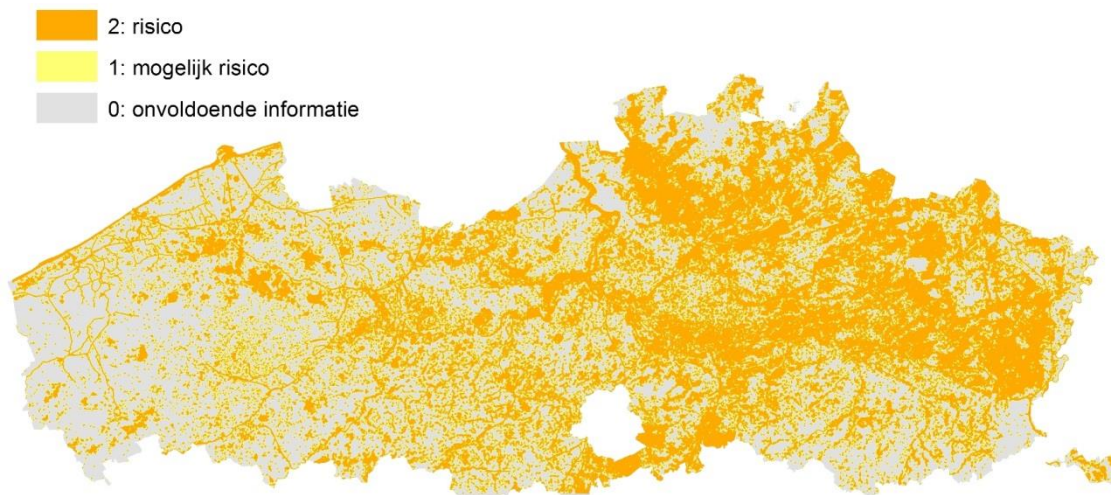 2: risico
1: mogelijk risico
0: onvoldoende informatie